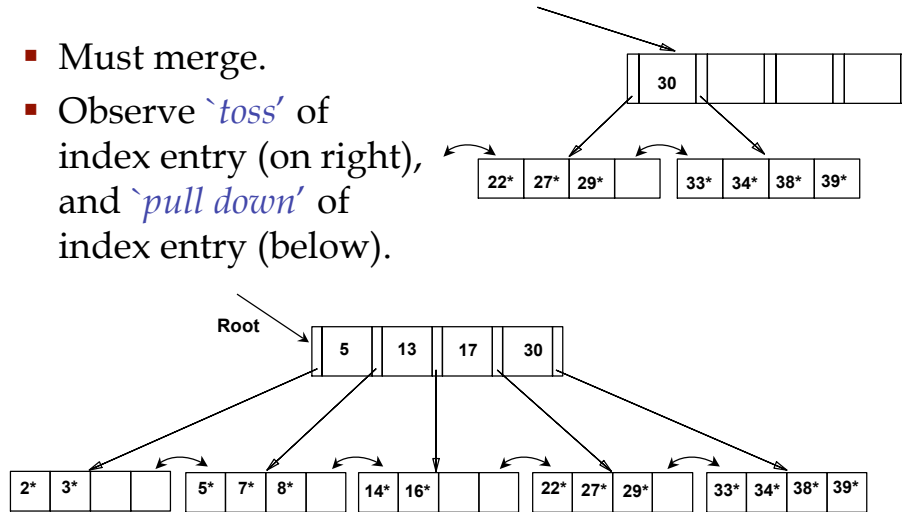 ▪ Must merge.
▪ Observe `toss' of
index entry (on right),
and `pull down' of
index entry (below).
30
22* 27* 29*
33* 34* 38* 39*
Root
5 13 17 30
2* 3*
5* 7* 8*
14* 16*
22* 27* 29*
33* 34* 38* 39*